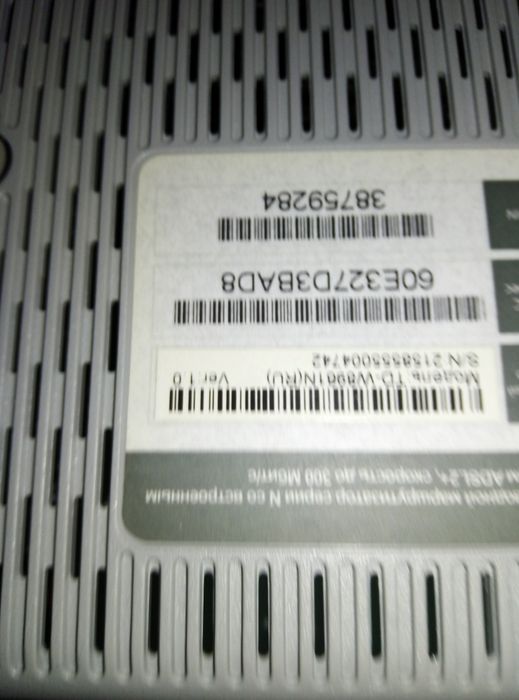 маршрутизатор серии N со встроенным
ADSL2+, скорость до 300 Мбит/с
Модель: TD-W8961N(RU) Ver:1.0
S/N:2158555004742
60E327D3BAD8
38759284